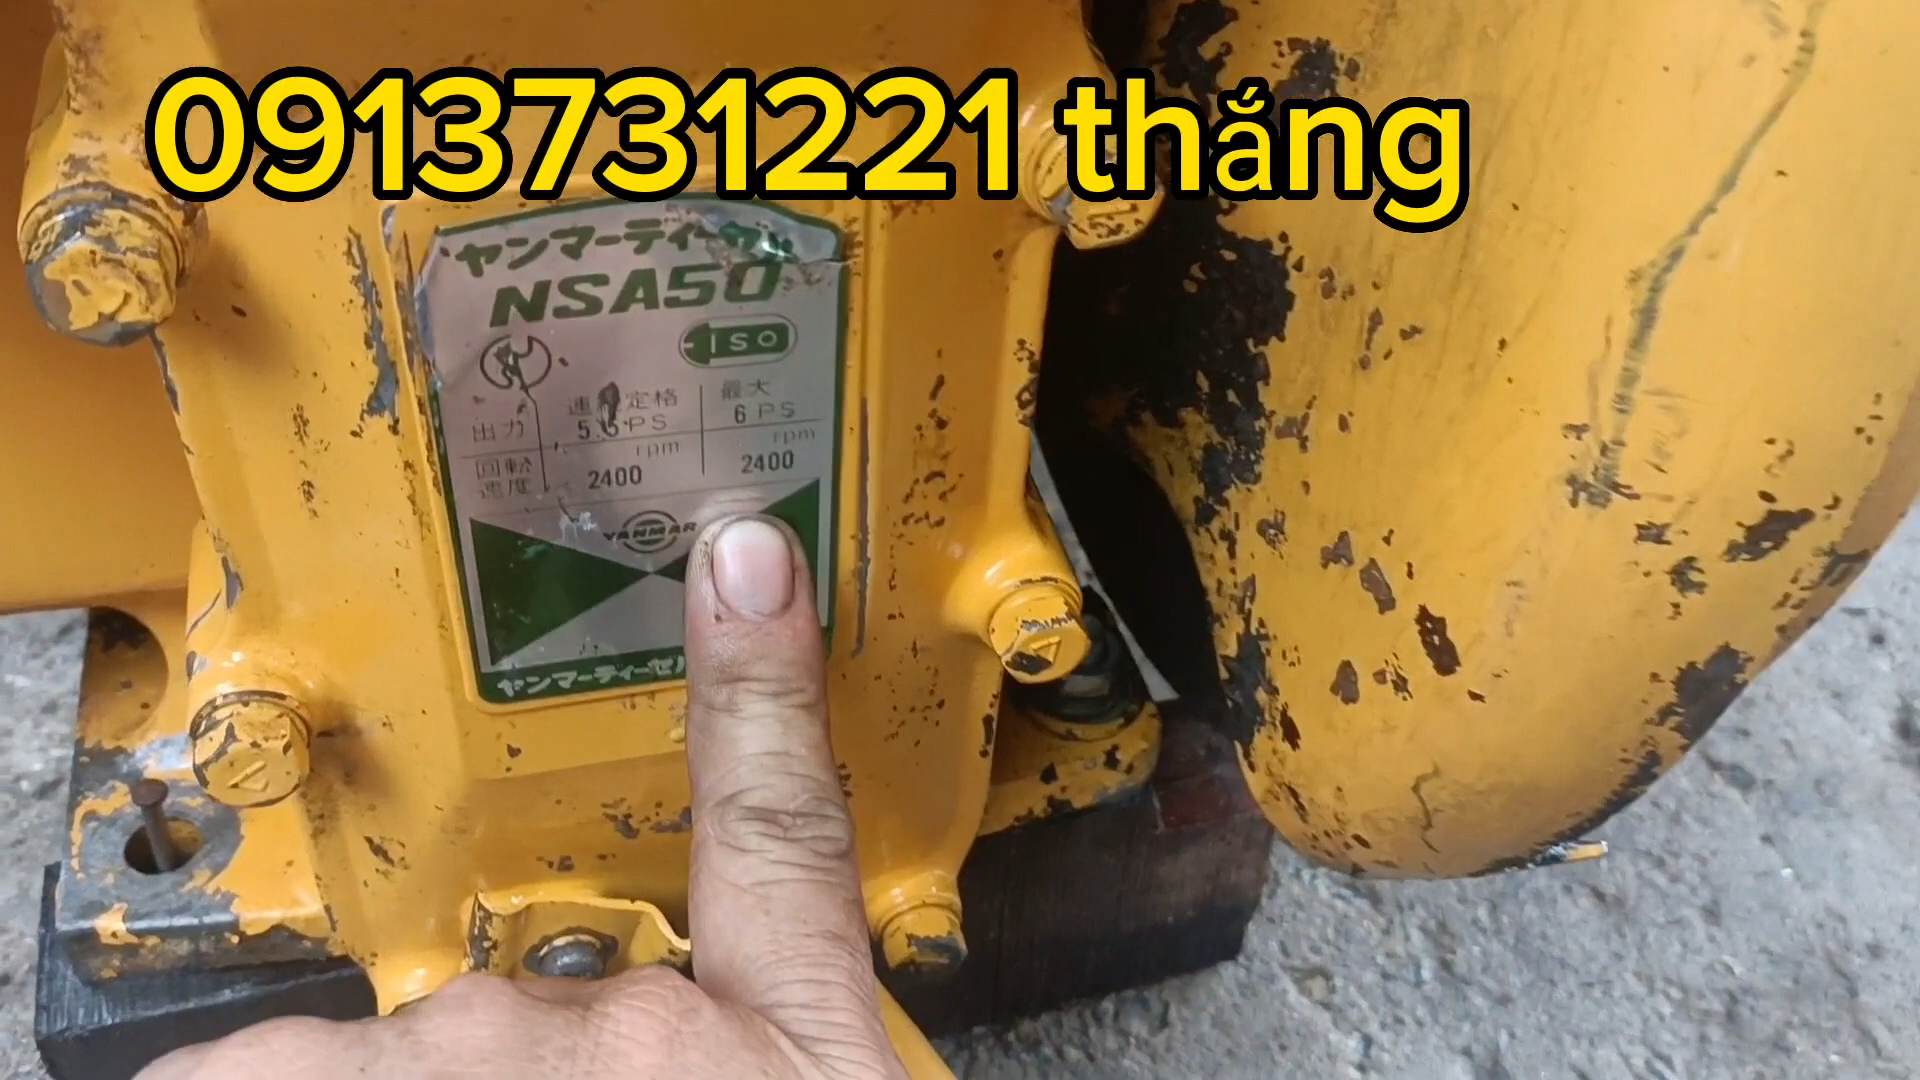 0913731221 thắng
ヤンマーディーゼル
NSA50
ISO
連続定格 最大
出力 5.5PS 6PS
rpm rpm
回転速度 2400 2400
YANMAR
ヤンマーディーゼル